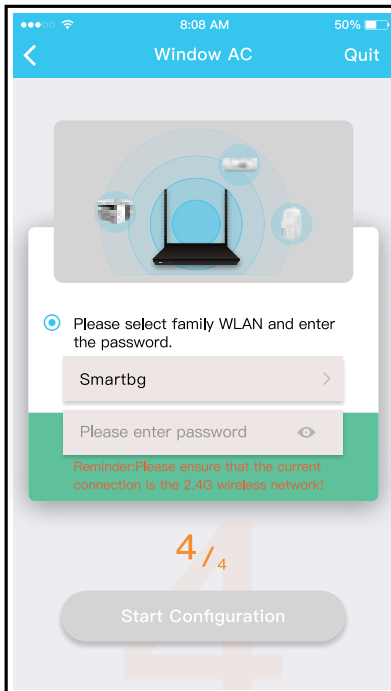 8:08 AM 50%
Window AC Quit
Please select family WLAN and enter
the password.
Smartbg
Please enter password
Reminder:Please ensure that the current
connection is the 2.4G wireless network!
4/4
4
Start Configuration